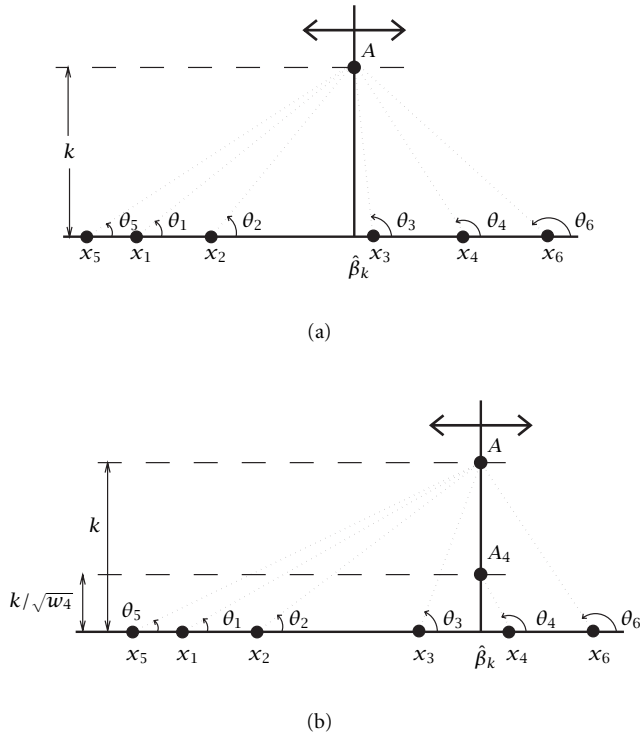 A
k
θ₅ θ₁ θ₂ θ₃ θ₄ θ₆
x₅ x₁ x₂ β̂ₖ x₃ x₄ x₆
(a)
A
k
A₄
k/√w₄
θ₅ θ₁ θ₂ θ₃ θ₄ θ₆
x₅ x₁ x₂ x₃ β̂ₖ x₄ x₆
(b)